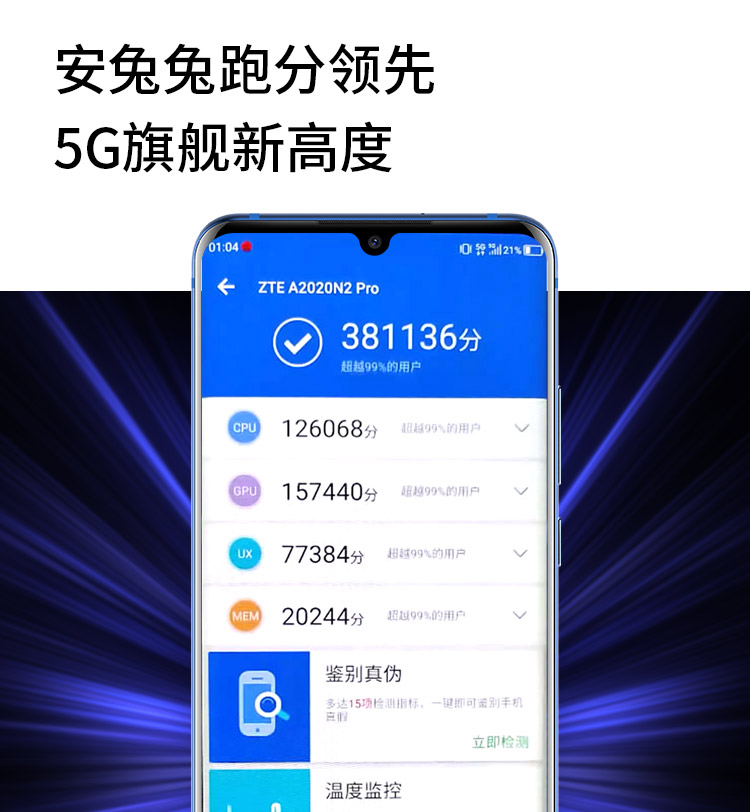 安兔兔跑分领先
5G旗舰新高度
01:04
5G 21%
ZTE A2020N2 Pro
381136分
超越99%的用户
CPU 126068分 超越99%的用户
GPU 157440分 超越99%的用户
UX 77384分 超越99%的用户
MEM 20244分 超越99%的用户
鉴别真伪
多达15项检测指标，一键即可鉴别手机
真假
立即检测
温度监控